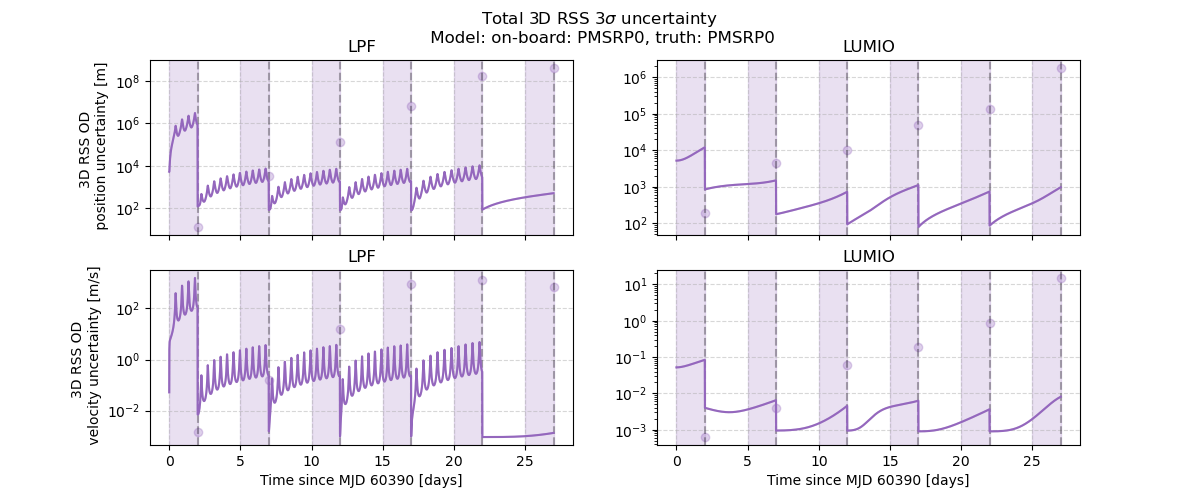 Total 3D RSS 3σ uncertainty
Model: on-board: PMSRP0, truth: PMSRP0
LPF
LUMIO
3D RSS OD
position uncertainty [m]
10⁸
10⁶
10⁴
10²
10⁶
10⁵
10⁴
10³
10²
LPF
LUMIO
3D RSS OD
velocity uncertainty [m/s]
10²
10⁰
10⁻²
10¹
10⁰
10⁻¹
10⁻²
10⁻³
0 5 10 15 20 25
0 5 10 15 20 25
Time since MJD 60390 [days]
Time since MJD 60390 [days]